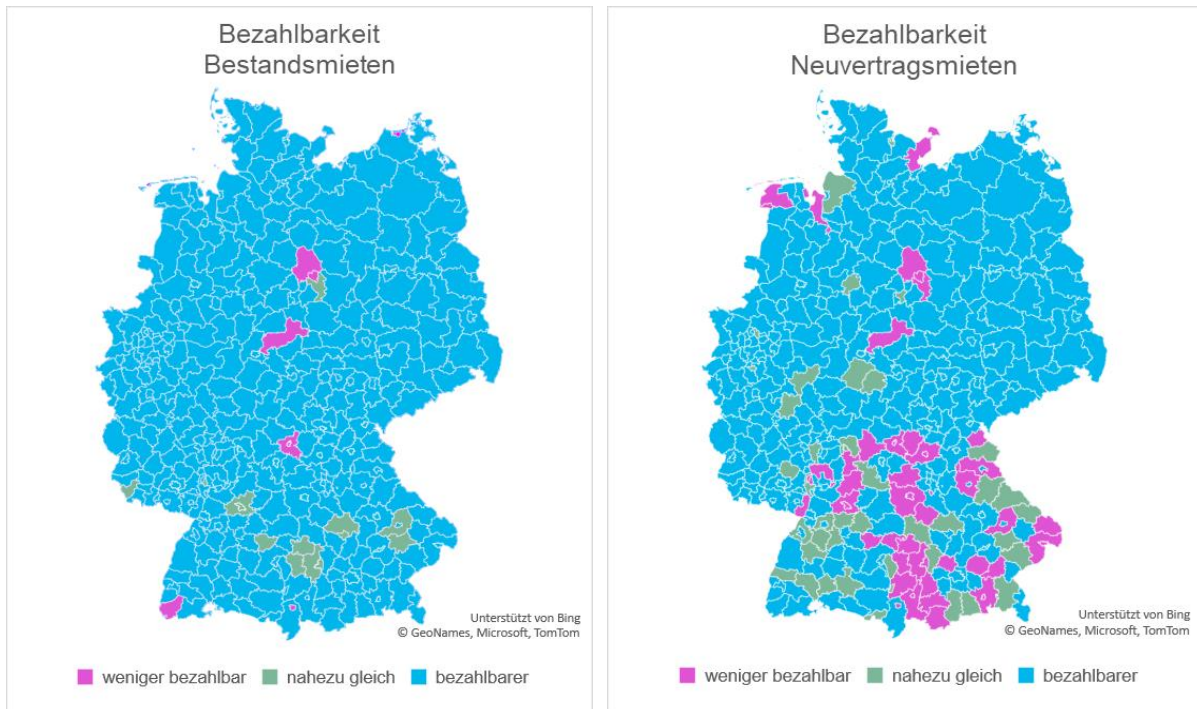 Bezahlbarkeit
Bestandsmieten
Unterstützt von Bing
© GeoNames, Microsoft, TomTom
weniger bezahlbar nahezu gleich bezahlbarer
Bezahlbarkeit
Neuvertragsmieten
Unterstützt von Bing
© GeoNames, Microsoft, TomTom
weniger bezahlbar nahezu gleich bezahlbarer